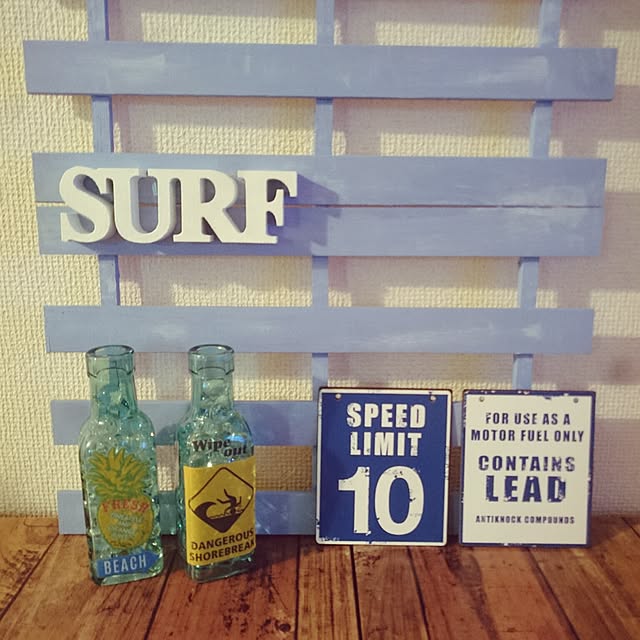 SURF
FRESH
BEACH
Wipe
out
DANGEROUS
SHOREBREAK
SPEED
LIMIT
10
FOR USE AS A
MOTOR FUEL ONLY
CONTAINS
LEAD
ANTIKNOCK COMPOUNDS